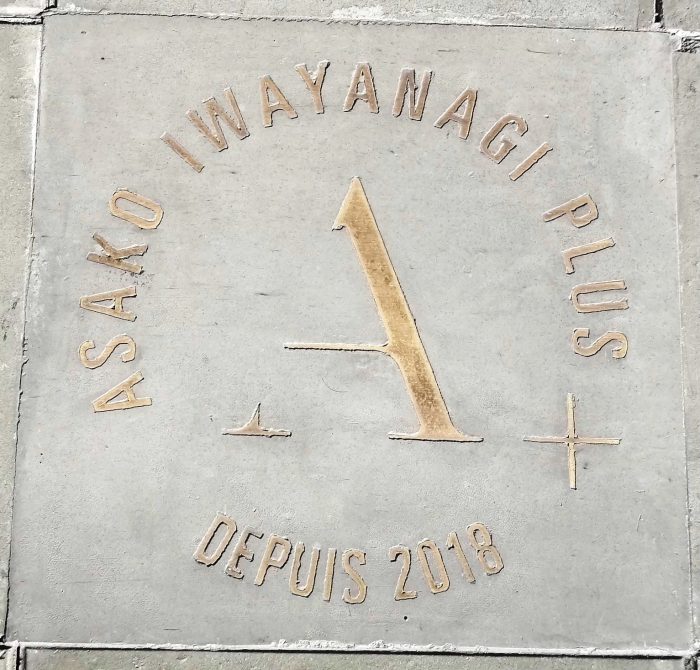 ASAKO IWAYANAGI PLUS
A+
DEPUIS 2018